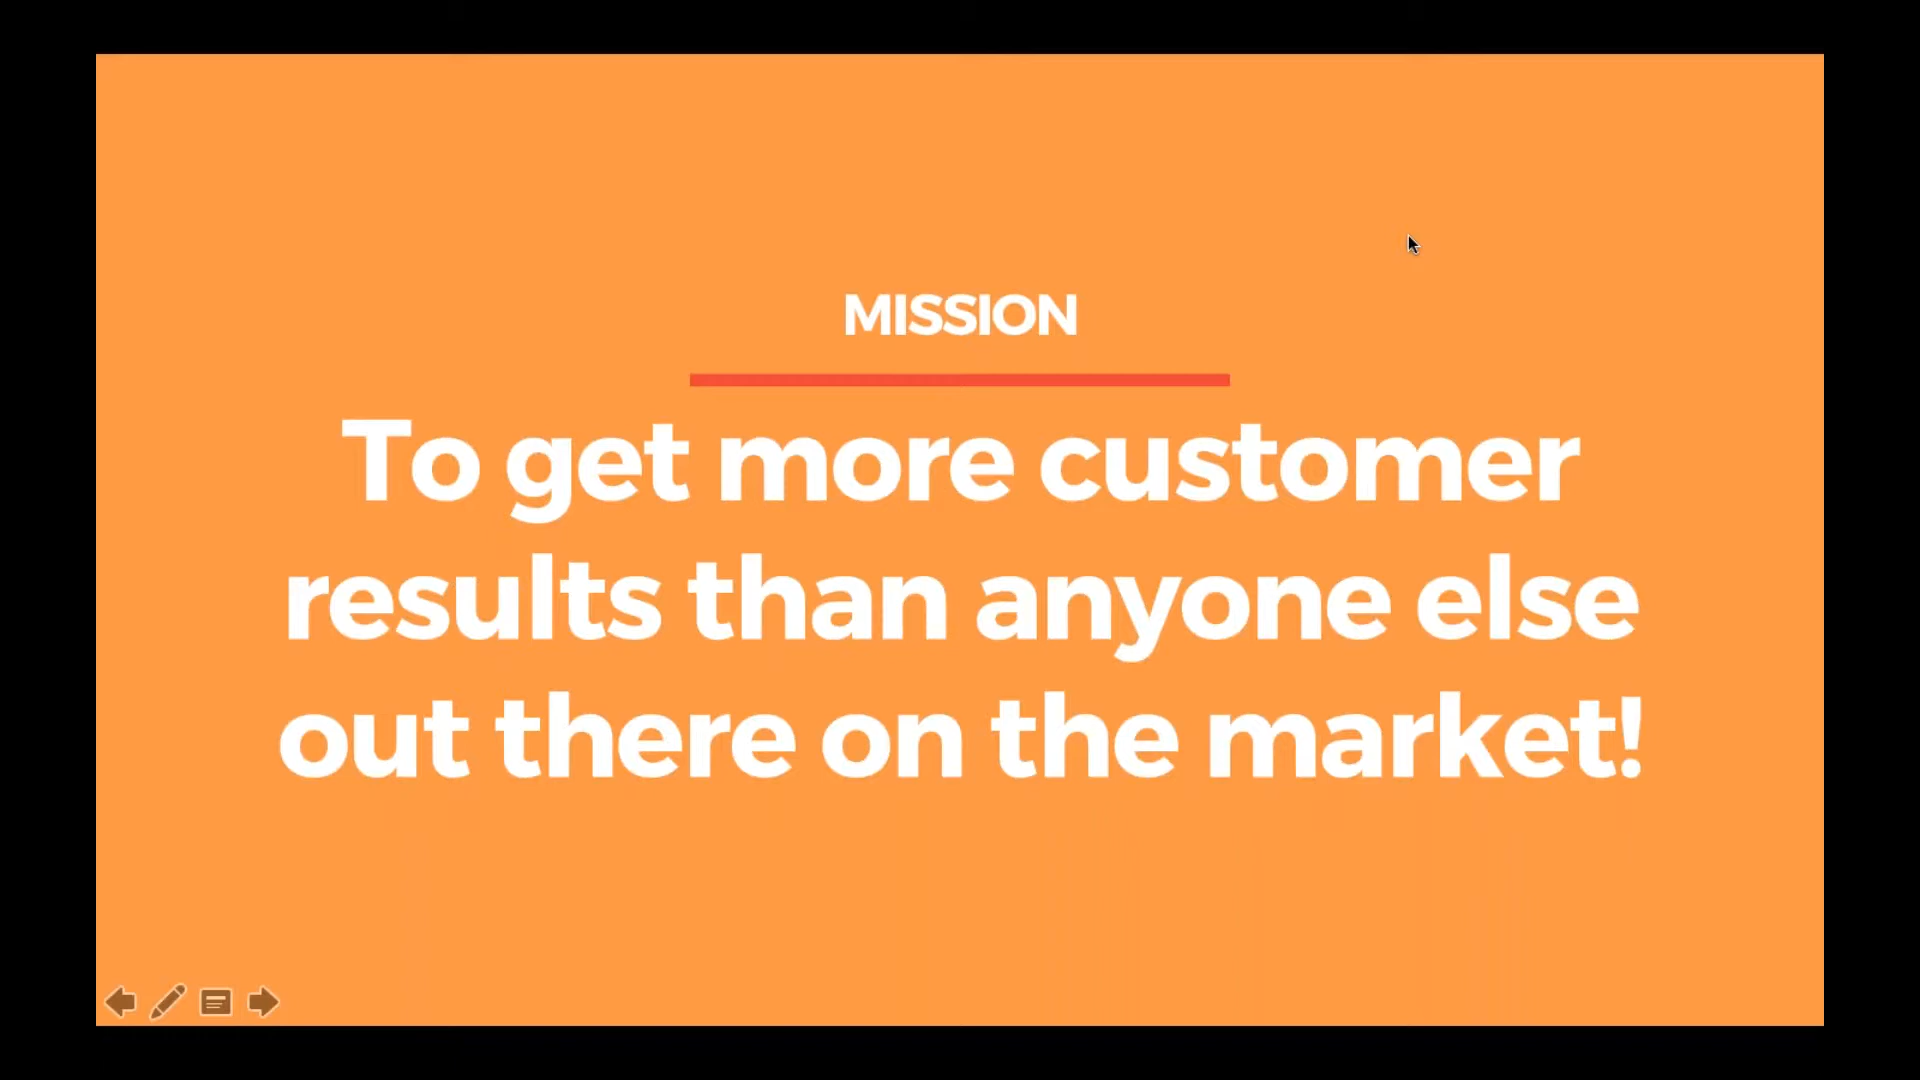 MISSION
To get more customer
results than anyone else
out there on the market!